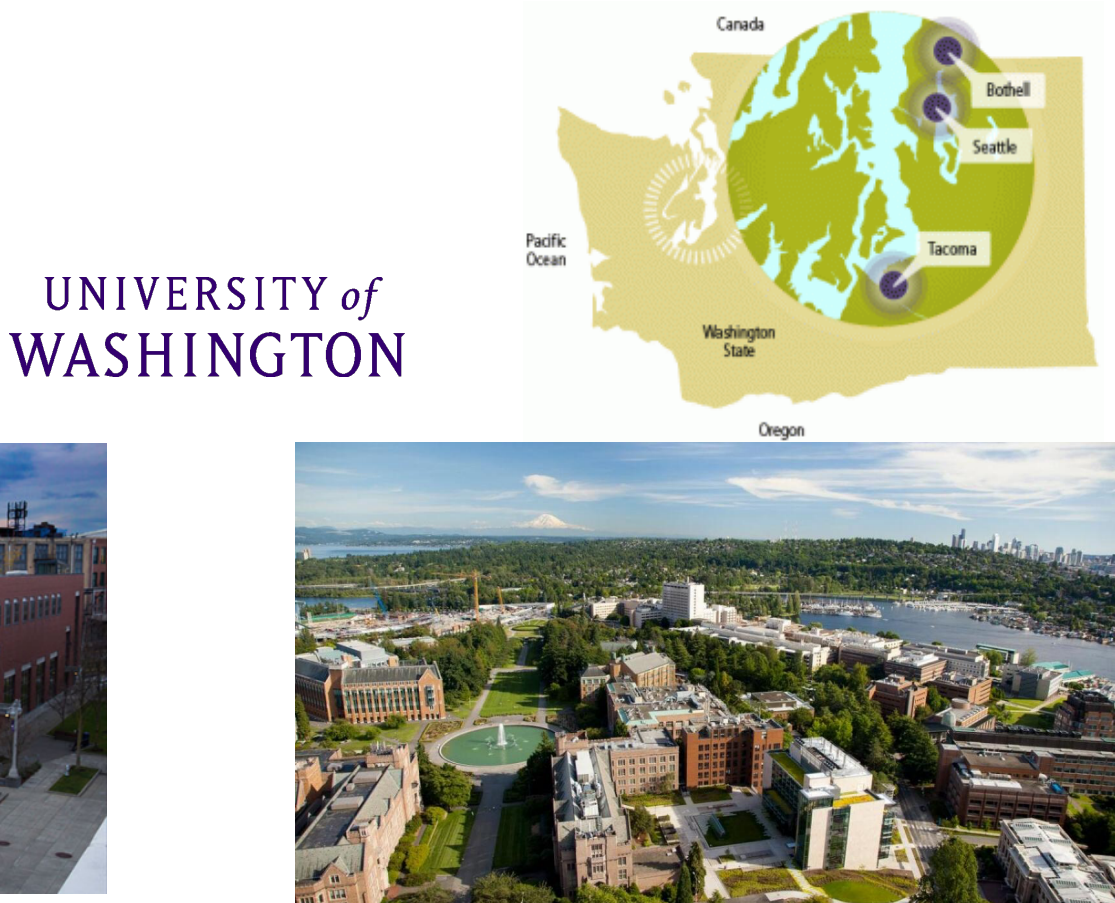 UNIVERSITY of
WASHINGTON
Canada
Bothell
Seattle
Tacoma
Pacific
Ocean
Washington
State
Oregon